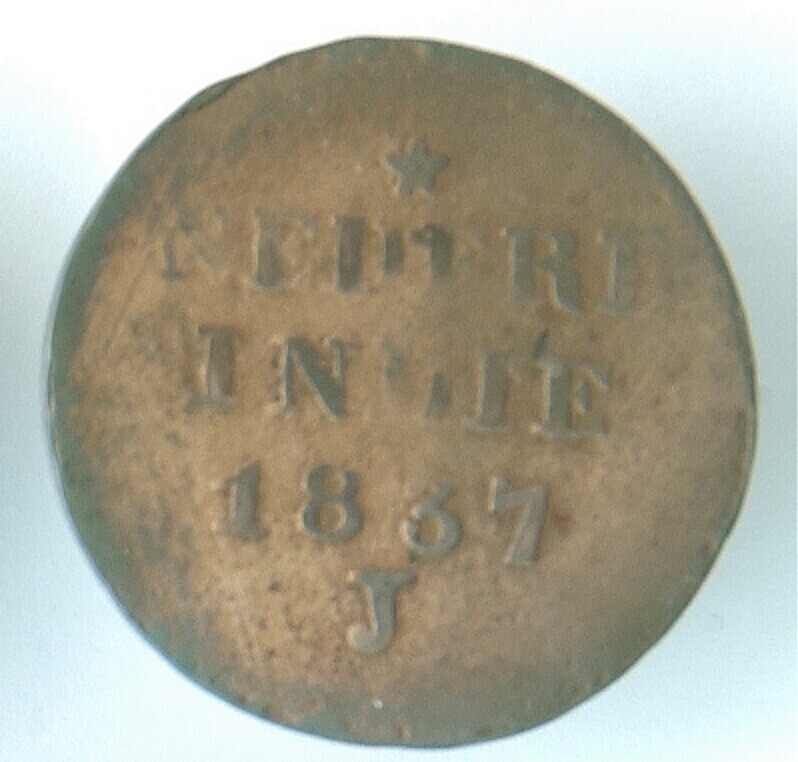 NEDERL
INDIE
1837
J